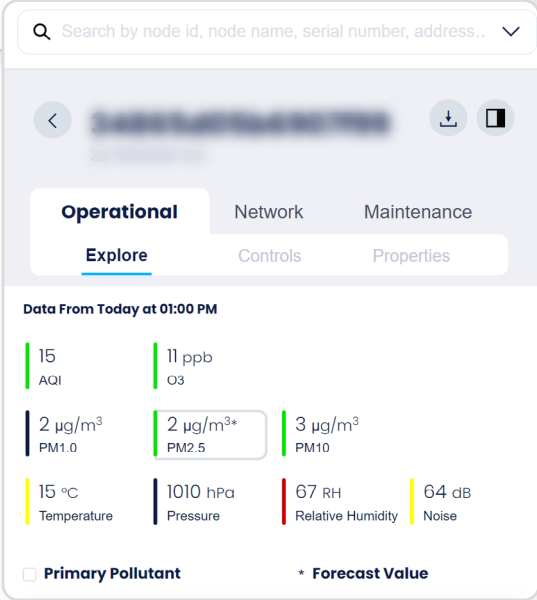 Search by node id, node name, serial number, address..
Operational Network Maintenance
Explore Controls Properties
Data From Today at 01:00 PM
15 11 ppb
AQI O3
2 µg/m³ 2 µg/m³* 3 µg/m³
PM1.0 PM2.5 PM10
15 °C 1010 hPa 67 RH 64 dB
Temperature Pressure Relative Humidity Noise
Primary Pollutant * Forecast Value